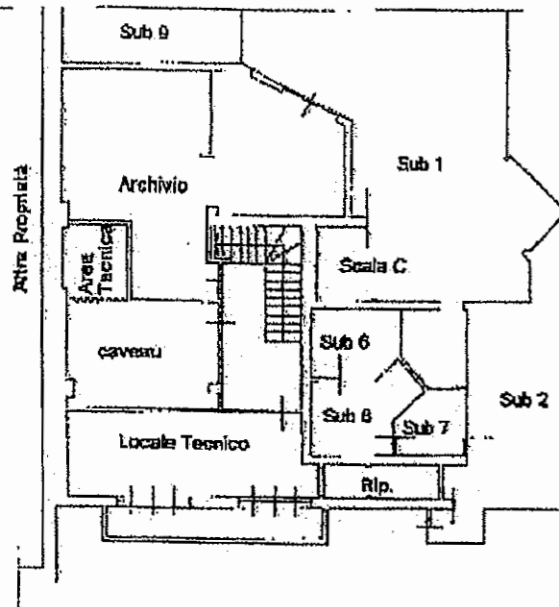 Sub 9
Sub 1
Archivio
Altra Proprietà
Area
Tecnica
Scala C
caveau
Sub 6
Sub 2
Sub 8
Sub 7
Locale Tecnico
Rip.